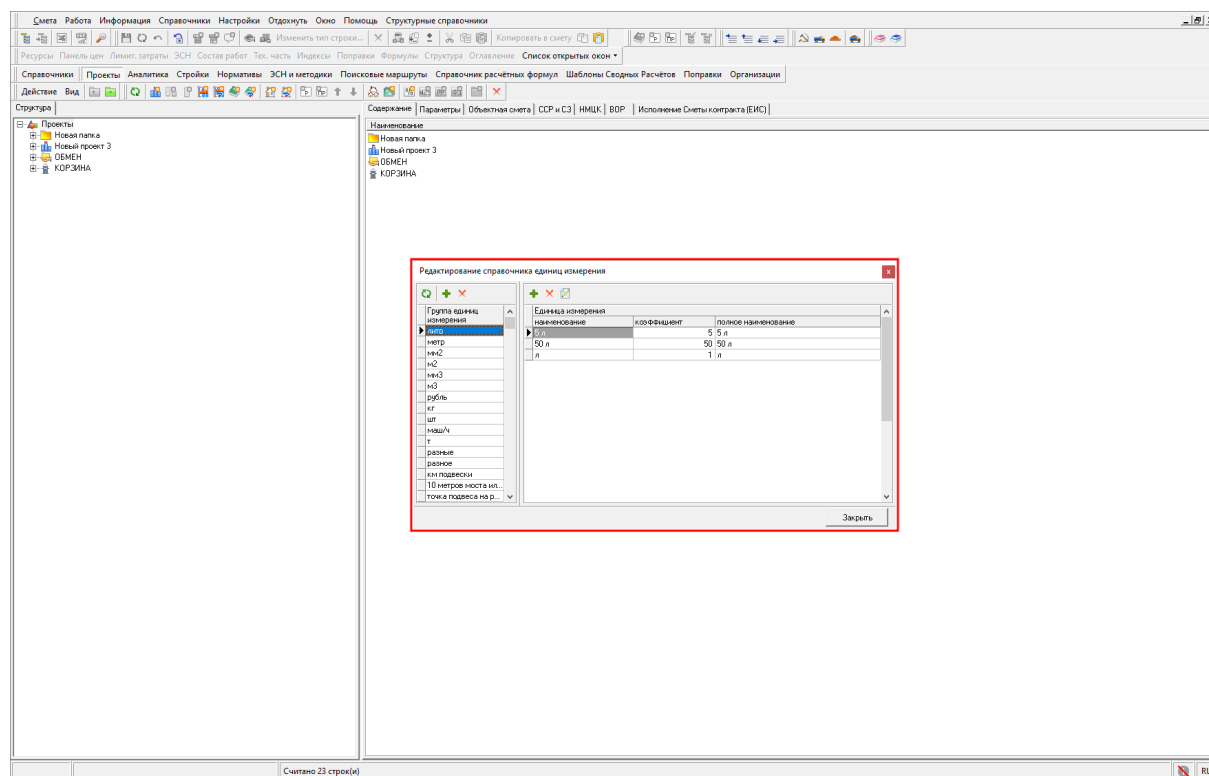 Смета Работа Информация Справочники Настройки Отдохнуть Окно Помощь Структурные справочники
Изменить тип строки... Копировать в смету
Ресурсы Панель цен Лимит. затраты ЭСН Состав работ Тех. часть Индексы Поправки Формулы Структура Оглавление Список открытых окон
Справочники Проекты Аналитика Стройки Нормативы ЭСН и методики Поисковые маршруты Справочник расчётных формул Шаблоны Сводных Расчётов Поправки Организации
Действие Вид
Структура
Содержание Параметры Объектная смета ССР и СЗ НМЦК ВОР Исполнение Сметы контракта (ЕИС)
Проекты
Новая папка
Новый проект 3
ОБМЕН
КОРЗИНА
Наименование
Новая папка
Новый проект 3
ОБМЕН
КОРЗИНА
Редактирование справочника единиц измерения
Группа единиц измерения
литр
метр
мм2
м2
мм3
м3
рубль
кг
шт
маш/ч
т
разные
разное
км подвески
10 метров моста ил...
точка подвеса на р...
Единица измерения
наименование коэффициент полное наименование
5 л 5 5 л
50 л 50 50 л
л 1 л
Закрыть
Считано 23 строк(и)
RU